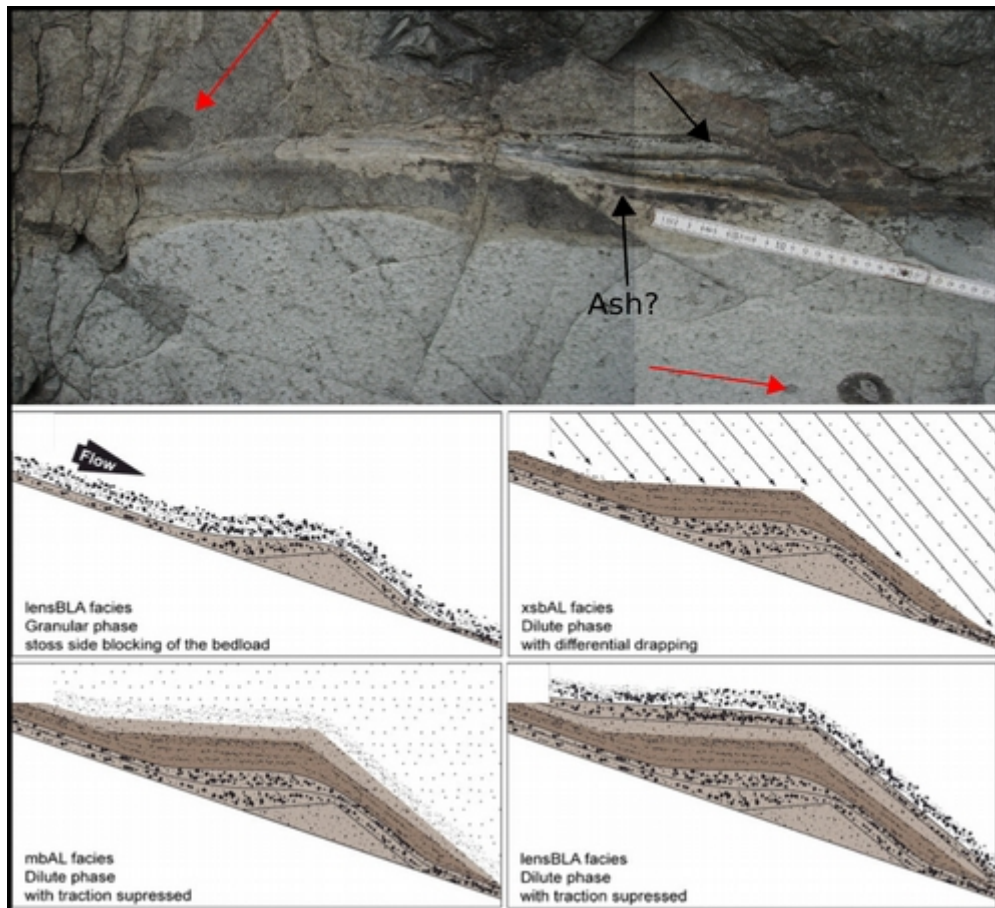 Ash?
Flow
lensBLA facies
Granular phase
stoss side blocking of the bedload
xsbAL facies
Dilute phase
with differential drapping
mbAL facies
Dilute phase
with traction supressed
lensBLA facies
Dilute phase
with traction supressed